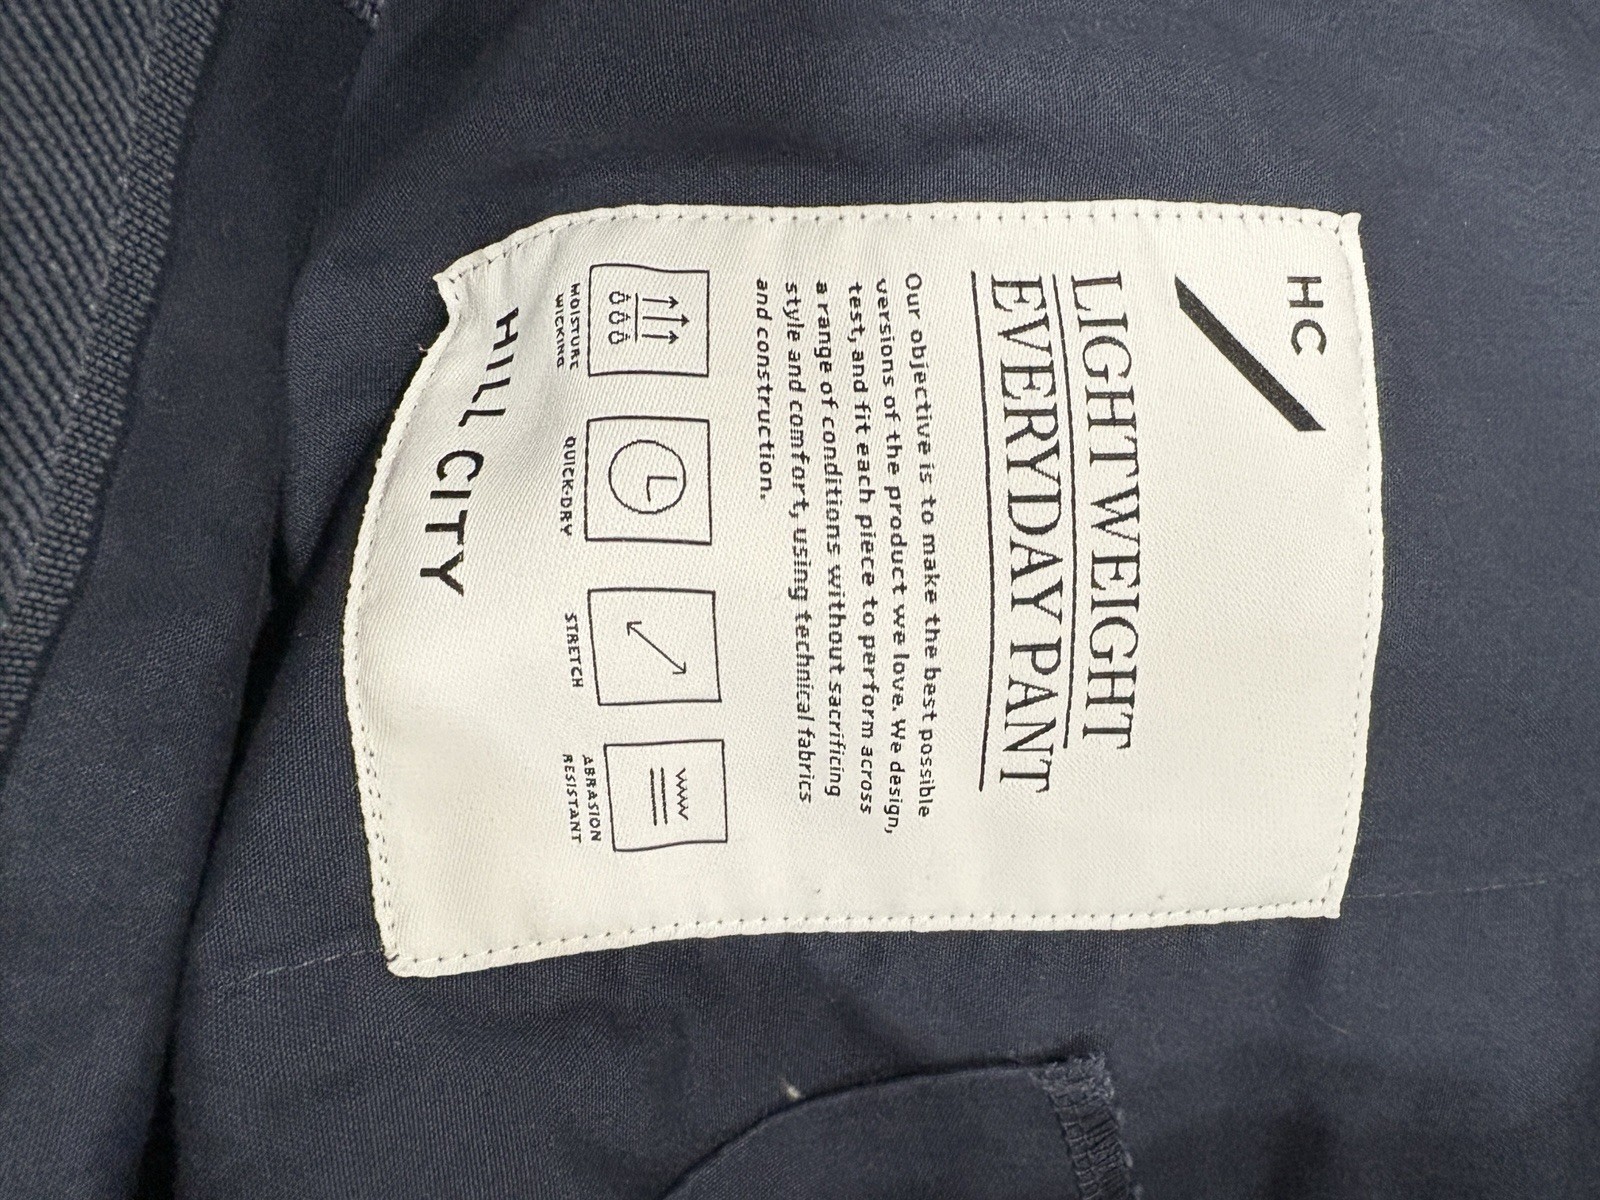 HC
LIGHTWEIGHT
EVERYDAY PANT
Our objective is to make the best possible
versions of the product we love. We design,
test, and fit each piece to perform across
a range of conditions without sacrificing
style and comfort, using technical fabrics
and construction.
MOISTURE
WICKING
QUICK-DRY
STRETCH
ABRASION
RESISTANT
HILL CITY